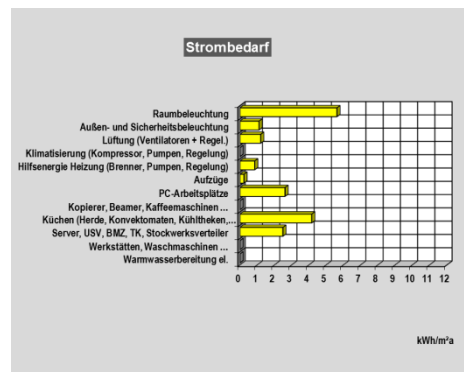 Strombedarf
Raumbeleuchtung
Außen- und Sicherheitsbeleuchtung
Lüftung (Ventilatoren + Regel.)
Klimatisierung (Kompressor, Pumpen, Regelung)
Hilfsenergie Heizung (Brenner, Pumpen, Regelung)
Aufzüge
PC-Arbeitsplätze
Kopierer, Beamer, Kaffeemaschinen ...
Küchen (Herde, Konvektomaten, Kühltheken,...
Server, USV, BMZ, TK, Stockwerksverteiler
Werkstätten, Waschmaschinen ...
Warmwasserbereitung el.
0 1 2 3 4 5 6 7 8 9 10 11 12
kWh/m²a